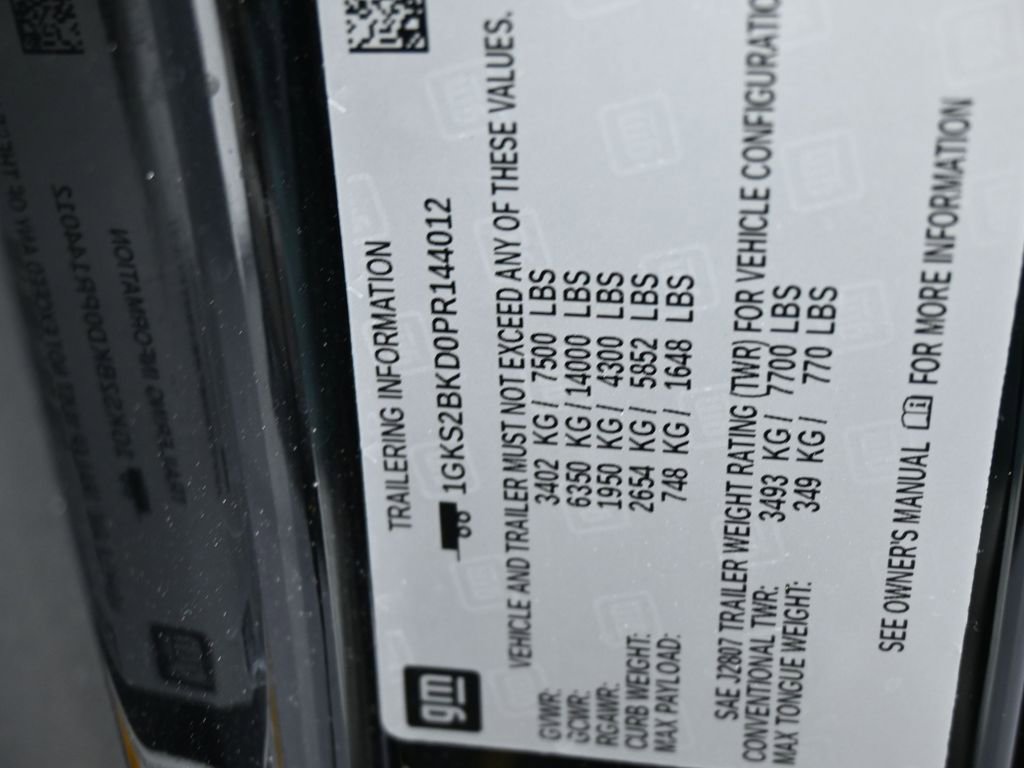 gm
TRAILERING INFORMATION
1GKS2BKD0PR144012
VEHICLE AND TRAILER MUST NOT EXCEED ANY OF THESE VALUES.
GVWR: 3402 KG / 7500 LBS
GCWR: 6350 KG / 14000 LBS
RGAWR: 1950 KG / 4300 LBS
CURB WEIGHT: 2654 KG / 5852 LBS
MAX PAYLOAD: 748 KG / 1648 LBS
SAE J2807 TRAILER WEIGHT RATING (TWR) FOR VEHICLE CONFIGURATIO
CONVENTIONAL TWR: 3493 KG / 7700 LBS
MAX TONGUE WEIGHT: 349 KG / 770 LBS
SEE OWNER'S MANUAL FOR MORE INFORMATION